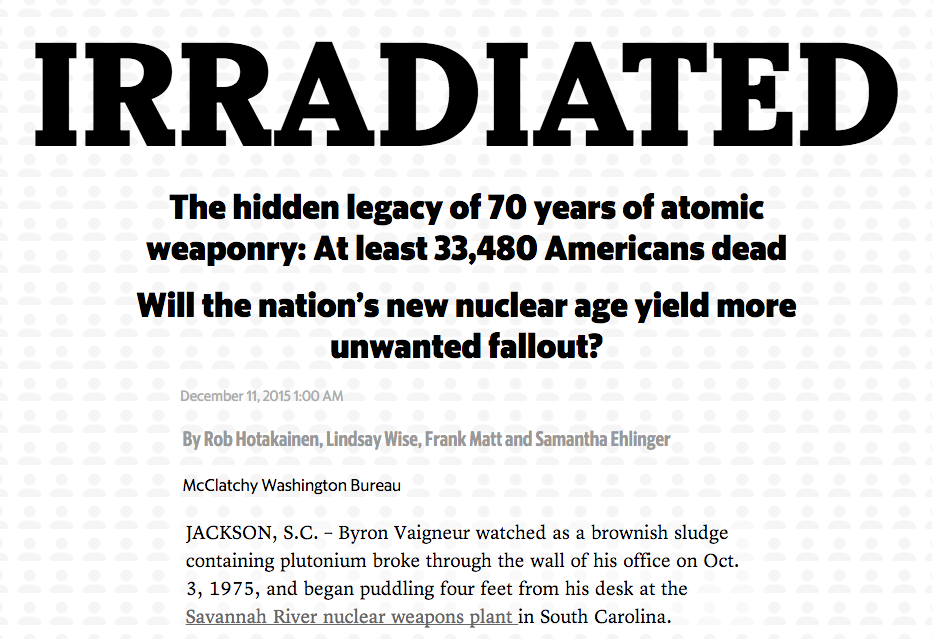 IRRADIATED
The hidden legacy of 70 years of atomic
weaponry: At least 33,480 Americans dead
Will the nation’s new nuclear age yield more
unwanted fallout?
December 11, 2015 1:00 AM
By Rob Hotakainen, Lindsay Wise, Frank Matt and Samantha Ehlinger
McClatchy Washington Bureau
JACKSON, S.C. – Byron Vaigneur watched as a brownish sludge
containing plutonium broke through the wall of his office on Oct.
3, 1975, and began puddling four feet from his desk at the
Savannah River nuclear weapons plant in South Carolina.